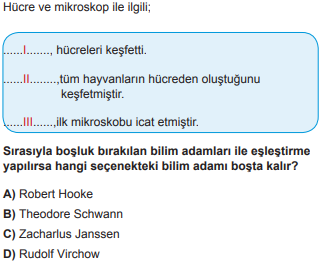 Hücre ve mikroskop ile ilgili;
......I......., hücreleri keşfetti.
......II........,tüm hayvanların hücreden oluştuğunu
keşfetmiştir.
......III......,ilk mikroskobu icat etmiştir.
Sırasıyla boşluk bırakılan bilim adamları ile eşleştirme
yapılırsa hangi seçenekteki bilim adamı boşta kalır?
A) Robert Hooke
B) Theodore Schwann
C) Zacharlus Janssen
D) Rudolf Virchow